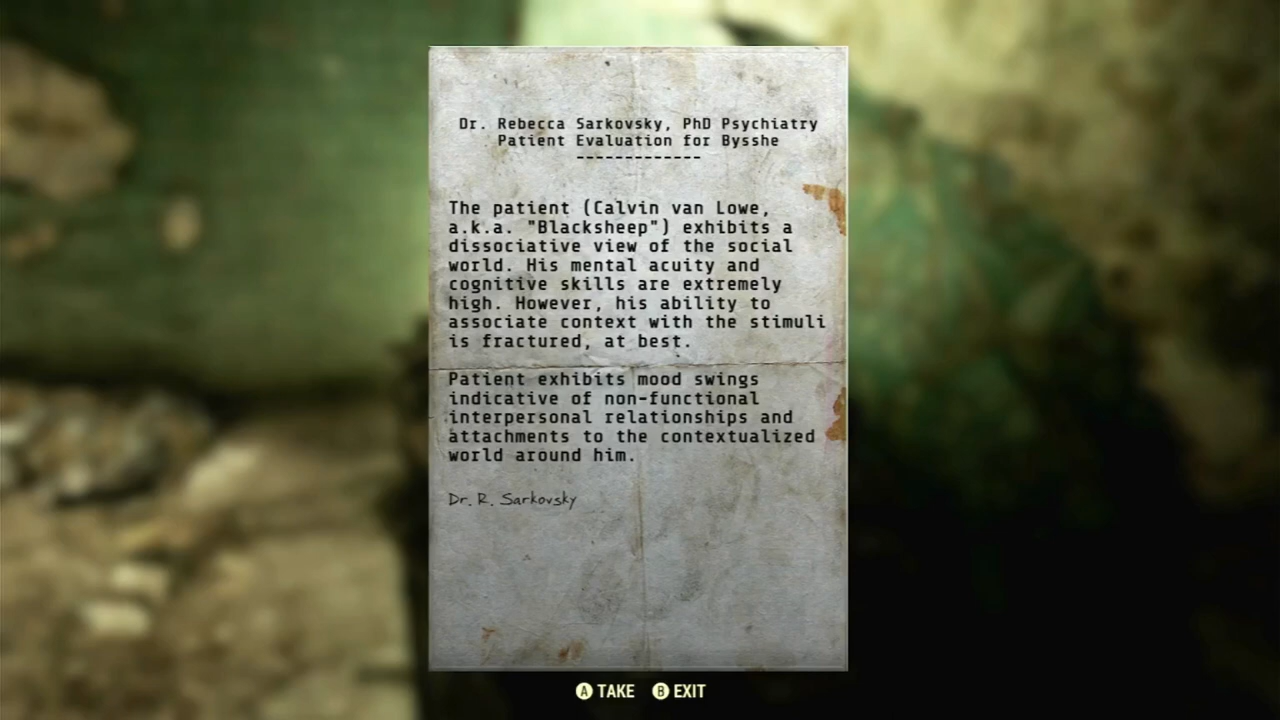 Dr. Rebecca Sarkovsky, PhD Psychiatry
Patient Evaluation for Bysshe
-------------
The patient (Calvin van Lowe,
a.k.a. "Blacksheep") exhibits a
dissociative view of the social
world. His mental acuity and
cognitive skills are extremely
high. However, his ability to
associate context with the stimuli
is fractured, at best.
Patient exhibits mood swings
indicative of non-functional
interpersonal relationships and
attachments to the contextualized
world around him.
Dr. R. Sarkovsky
A TAKE B EXIT